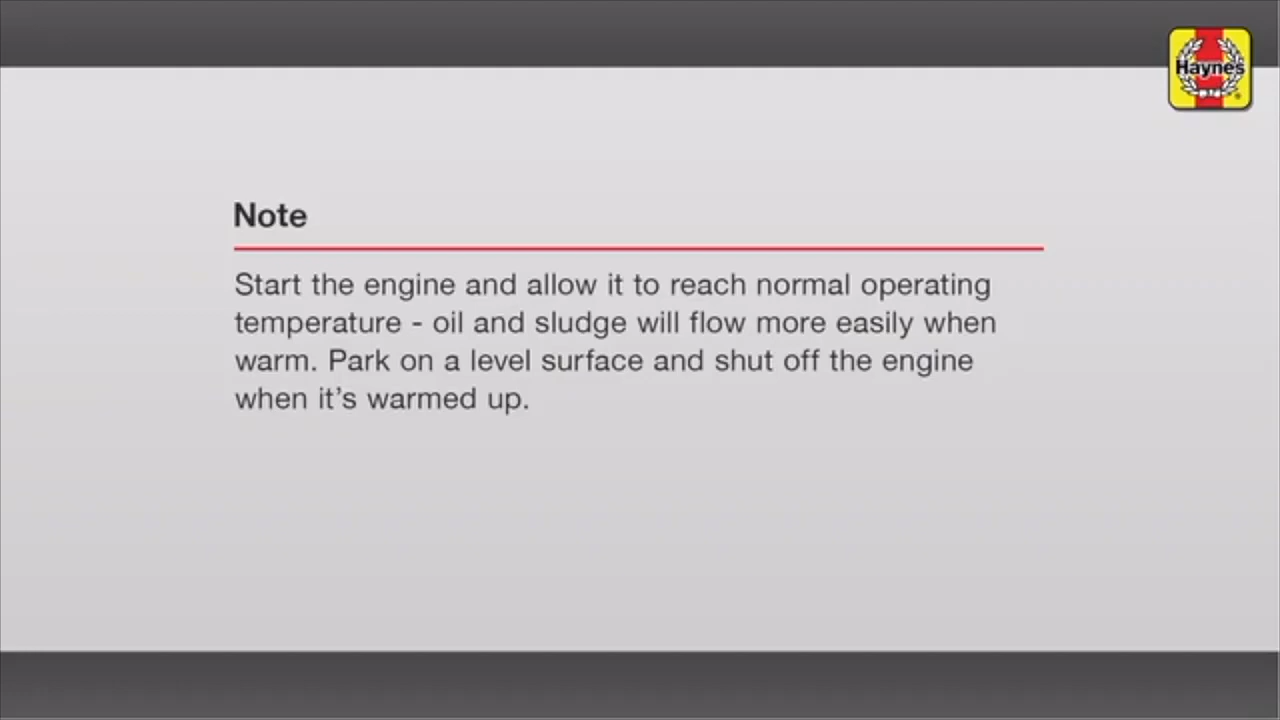 Haynes
Note
Start the engine and allow it to reach normal operating
temperature - oil and sludge will flow more easily when
warm. Park on a level surface and shut off the engine
when it’s warmed up.